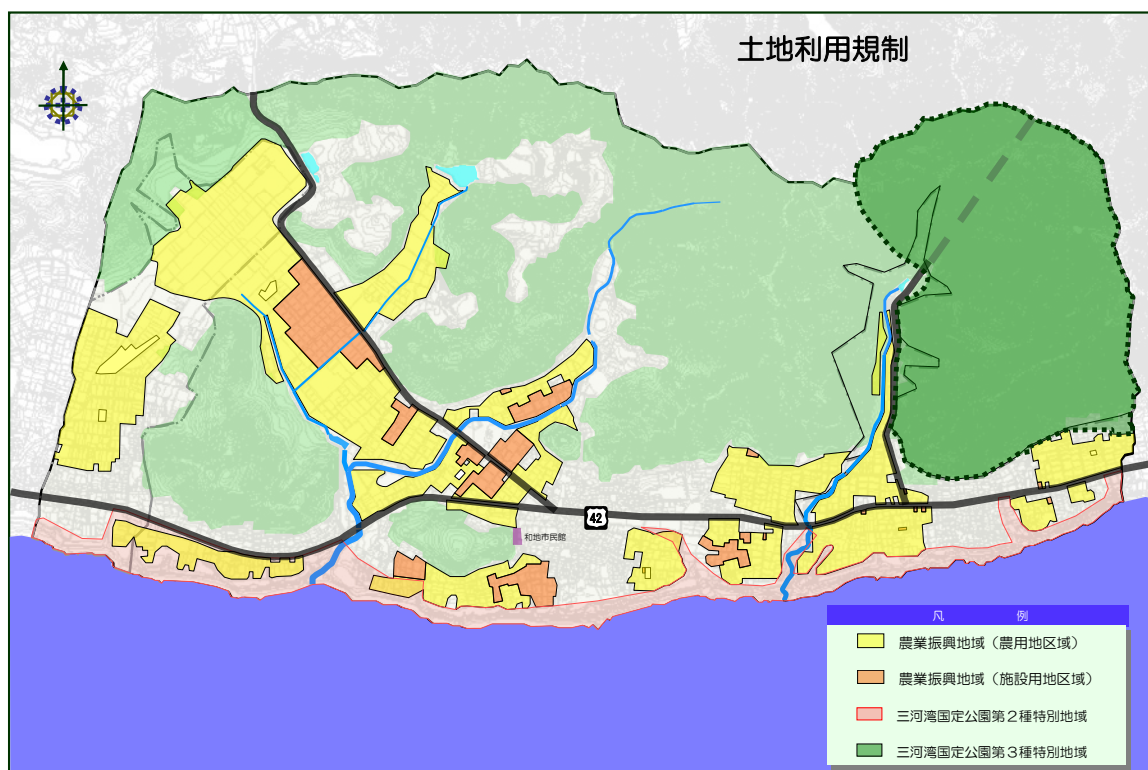 土地利用規制
42
和地市民館
凡 例
農業振興地域（農用地区域）
農業振興地域（施設用地区域）
三河湾国定公園第２種特別地域
三河湾国定公園第３種特別地域